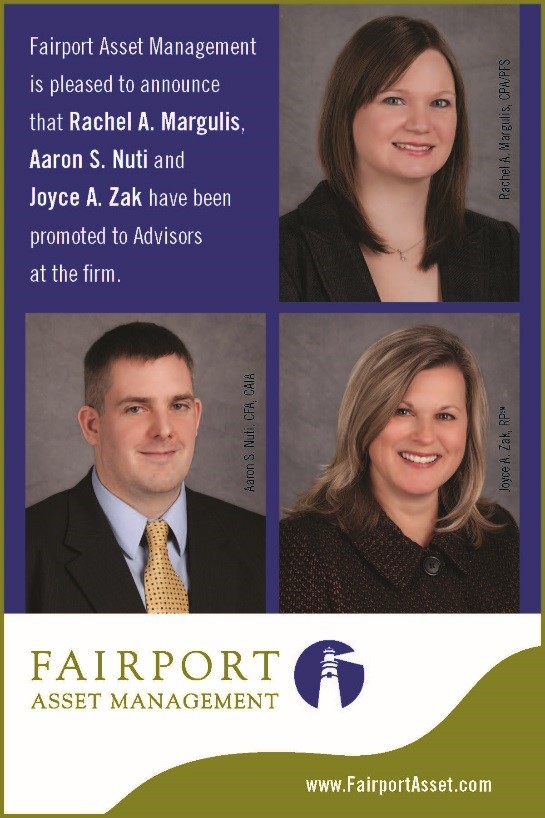 Fairport Asset Management
is pleased to announce
that Rachel A. Margulis,
Aaron S. Nuti and
Joyce A. Zak have been
promoted to Advisors
at the firm.
Rachel A. Margulis, CPA/PFS
Aaron S. Nuti, CFA, CAIA
Joyce A. Zak, RP℠
FAIRPORT
ASSET MANAGEMENT
www.FairportAsset.com